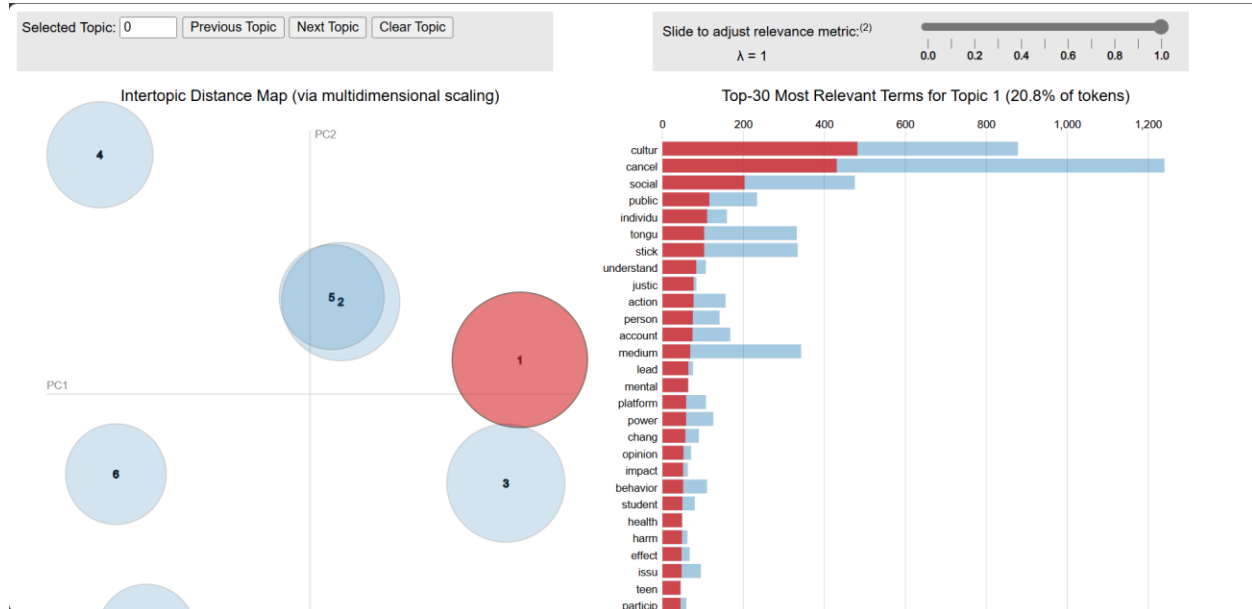 Selected Topic: 0 Previous Topic Next Topic Clear Topic
Slide to adjust relevance metric:(2)
λ = 1
0.0 0.2 0.4 0.6 0.8 1.0
Intertopic Distance Map (via multidimensional scaling)
PC2
PC1
4
5
2
1
6
3
Top-30 Most Relevant Terms for Topic 1 (20.8% of tokens)
0 200 400 600 800 1,000 1,200
cultur
cancel
social
public
individu
tongu
stick
understand
justic
action
person
account
medium
lead
mental
platform
power
chang
opinion
impact
behavior
student
health
harm
effect
issu
teen
particip